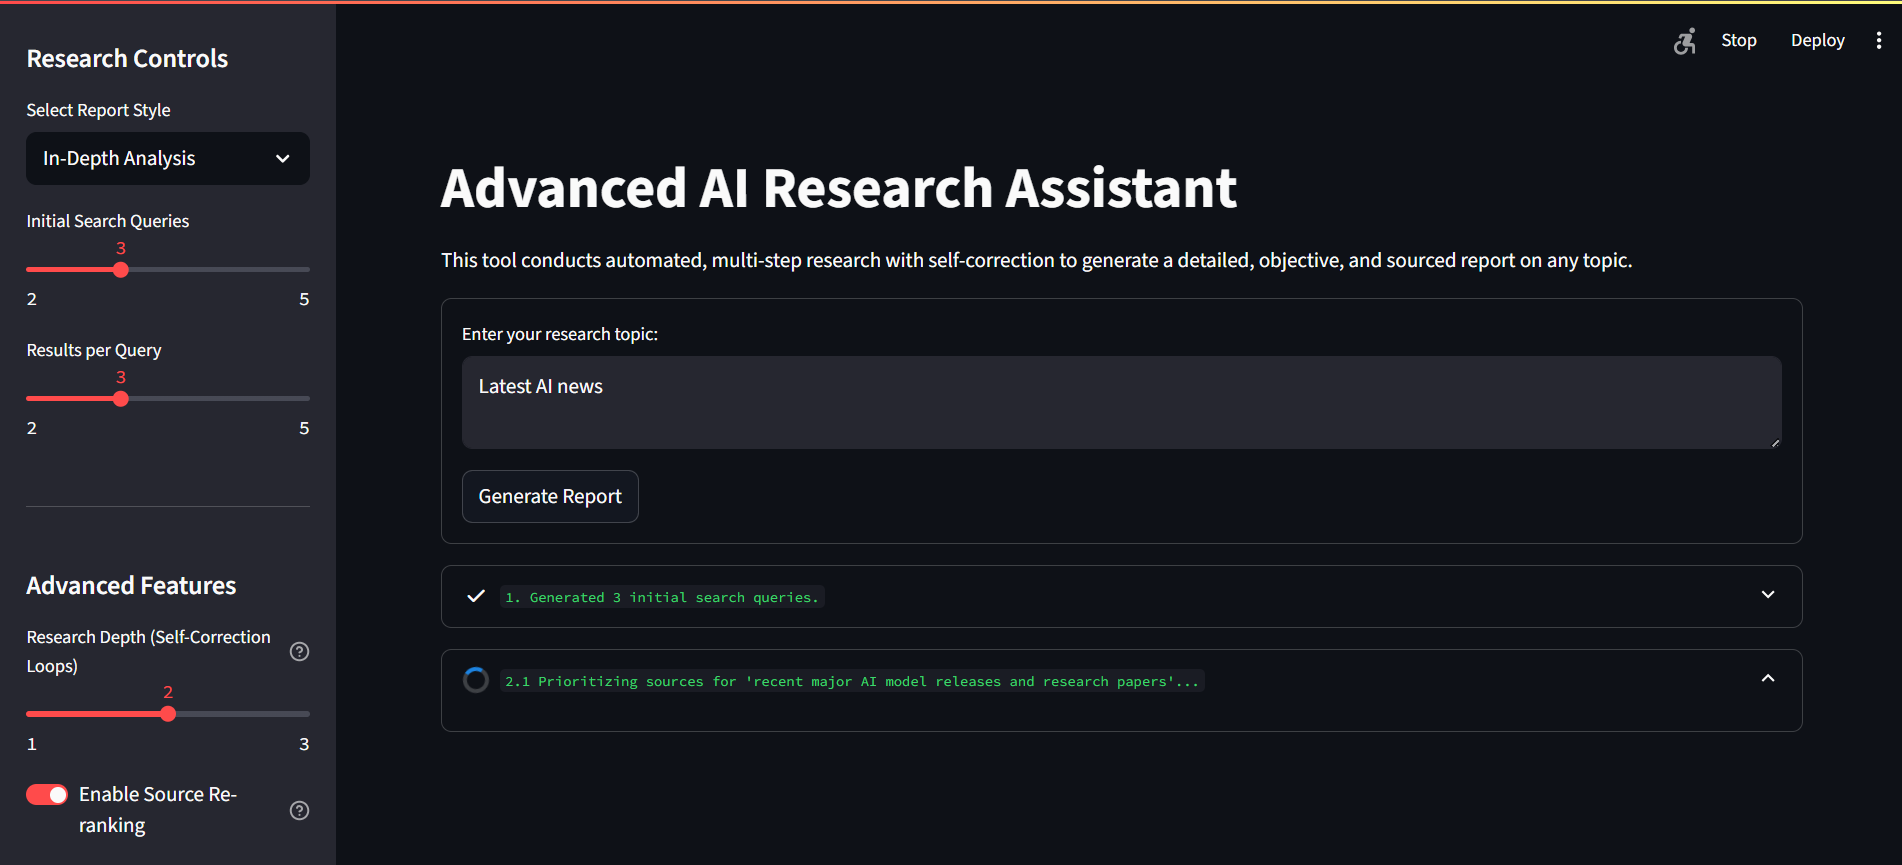 Research Controls
Select Report Style
In-Depth Analysis
Initial Search Queries
3
2
5
Results per Query
3
2
5
Advanced Features
Research Depth (Self-Correction
Loops)
2
1
3
Enable Source Re-
ranking
Stop
Deploy
Advanced AI Research Assistant
This tool conducts automated, multi-step research with self-correction to generate a detailed, objective, and sourced report on any topic.
Enter your research topic:
Latest AI news
Generate Report
1. Generated 3 initial search queries.
2.1 Prioritizing sources for 'recent major AI model releases and research papers'...